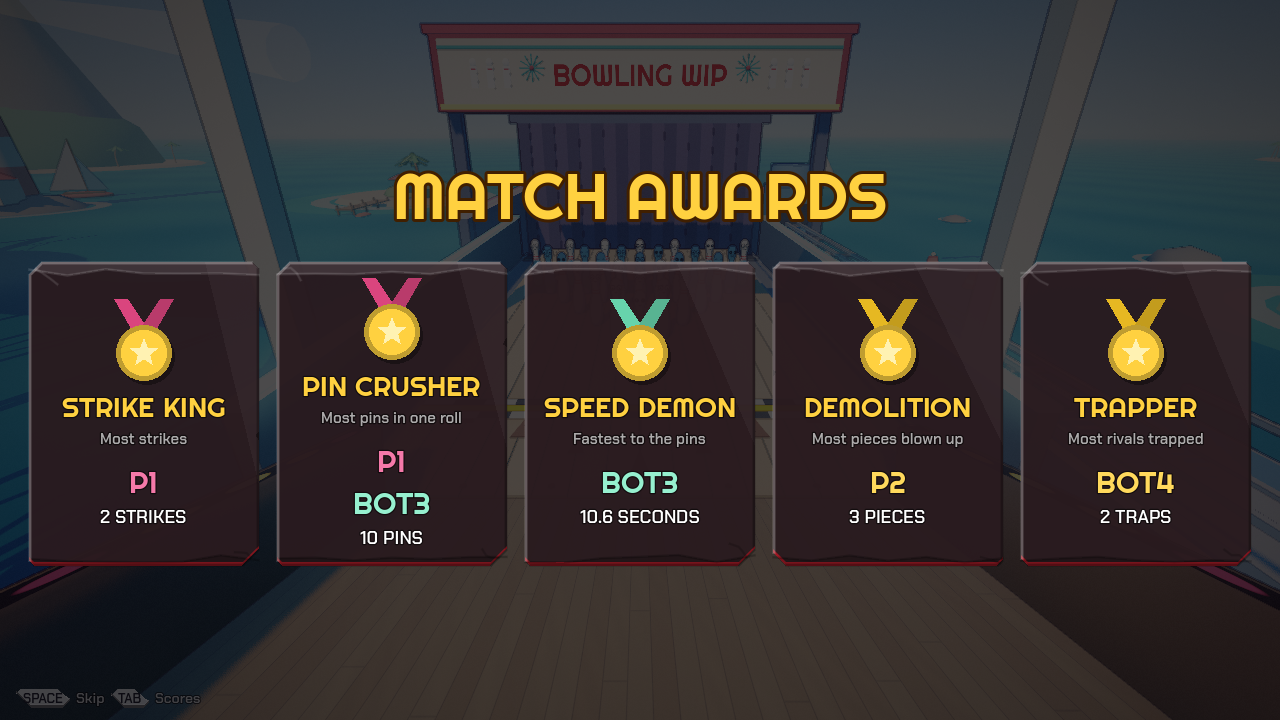 BOWLING WIP
MATCH AWARDS
STRIKE KING
Most strikes
P1
2 STRIKES
PIN CRUSHER
Most pins in one roll
P1
BOT3
10 PINS
SPEED DEMON
Fastest to the pins
BOT3
10.6 SECONDS
DEMOLITION
Most pieces blown up
P2
3 PIECES
TRAPPER
Most rivals trapped
BOT4
2 TRAPS
SPACE Skip TAB Scores